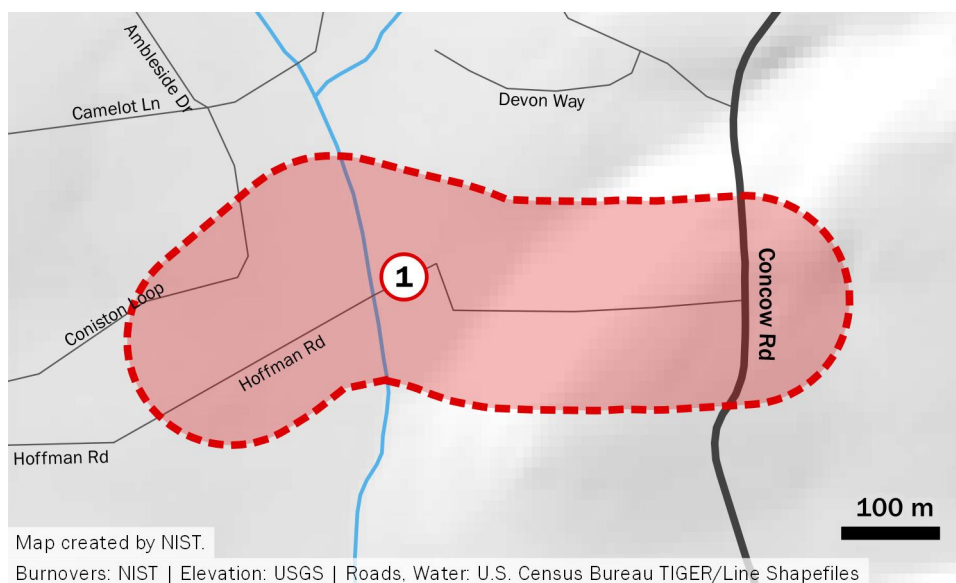 Ambleside Dr
Camelot Ln
Devon Way
1
Concow Rd
Coniston Loop
Hoffman Rd
Hoffman Rd
100 m
Map created by NIST.
Burnovers: NIST | Elevation: USGS | Roads, Water: U.S. Census Bureau TIGER/Line Shapefiles